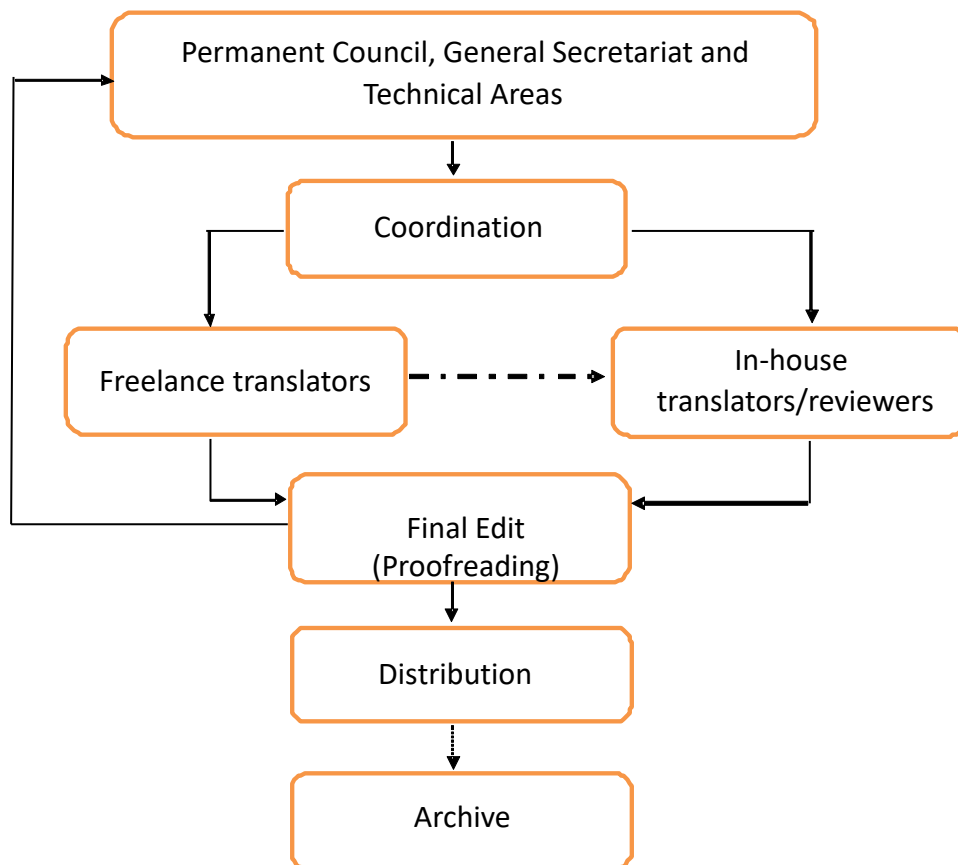 Permanent Council, General Secretariat and
Technical Areas
Coordination
Freelance translators
In-house
translators/reviewers
Final Edit
(Proofreading)
Distribution
Archive